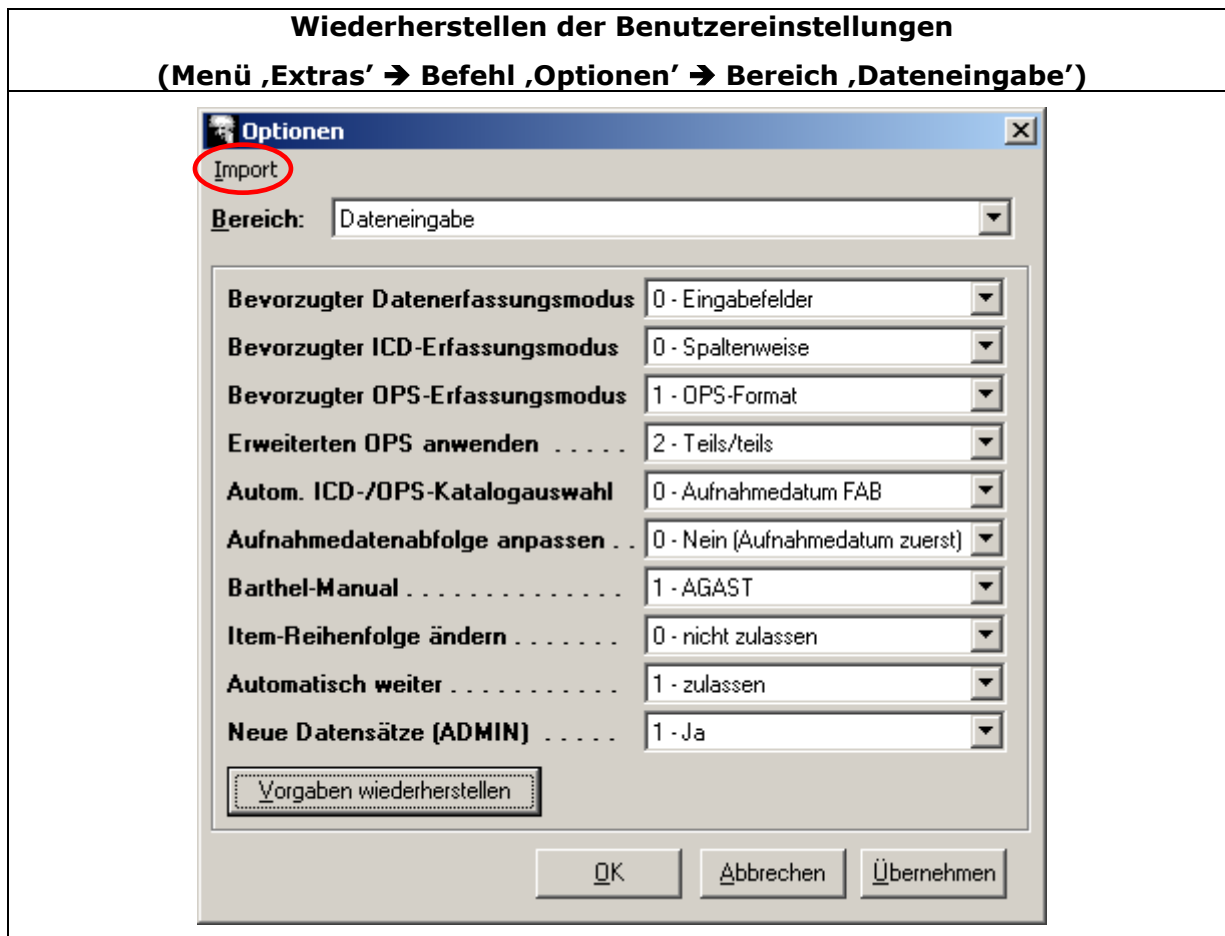 Wiederherstellen der Benutzereinstellungen
(Menü ‚Extras’ ➔ Befehl ‚Optionen’ ➔ Bereich ‚Dateneingabe’)
Optionen
Import
Bereich: Dateneingabe
Bevorzugter Datenerfassungsmodus 0 - Eingabefelder
Bevorzugter ICD-Erfassungsmodus 0 - Spaltenweise
Bevorzugter OPS-Erfassungsmodus 1 - OPS-Format
Erweiterten OPS anwenden . . . . . 2 - Teils/teils
Autom. ICD-/OPS-Katalogauswahl 0 - Aufnahmedatum FAB
Aufnahmedatenabfolge anpassen . . 0 - Nein (Aufnahmedatum zuerst)
Barthel-Manual . . . . . . . . . . . . . . 1 - AGAST
Item-Reihenfolge ändern . . . . . . . 0 - nicht zulassen
Automatisch weiter . . . . . . . . . . . 1 - zulassen
Neue Datensätze (ADMIN) . . . . . 1 - Ja
Vorgaben wiederherstellen
OK Abbrechen Übernehmen